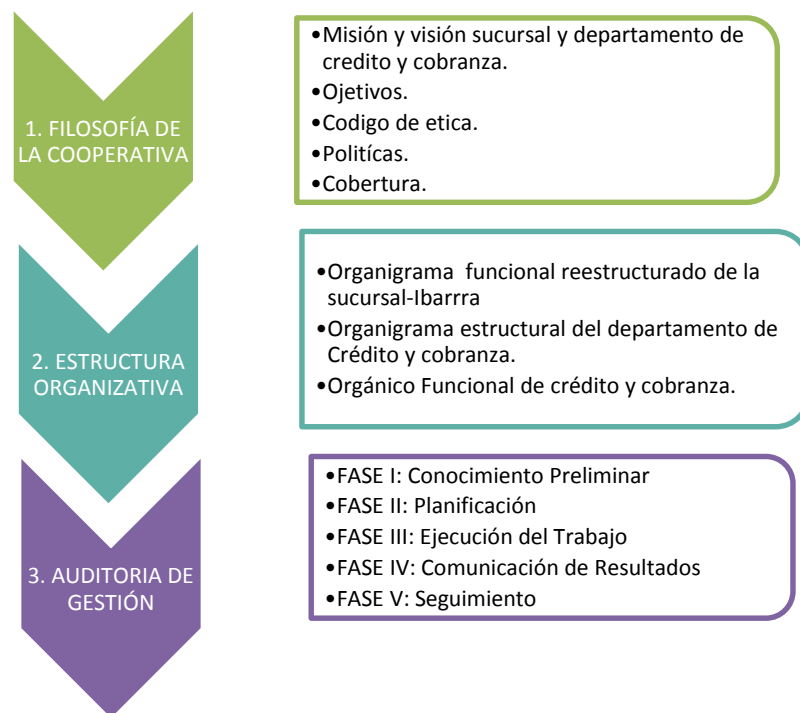 1. FILOSOFÍA DE
LA COOPERATIVA
•Misión y visión sucursal y departamento de
credito y cobranza.
•Ojetivos.
•Codigo de etica.
•Politícas.
•Cobertura.
2. ESTRUCTURA
ORGANIZATIVA
•Organigrama funcional reestructurado de la
sucursal-Ibarrra
•Organigrama estructural del departamento de
Crédito y cobranza.
•Orgánico Funcional de crédito y cobranza.
3. AUDITORIA DE
GESTIÓN
•FASE I: Conocimiento Preliminar
•FASE II: Planificación
•FASE III: Ejecución del Trabajo
•FASE IV: Comunicación de Resultados
•FASE V: Seguimiento